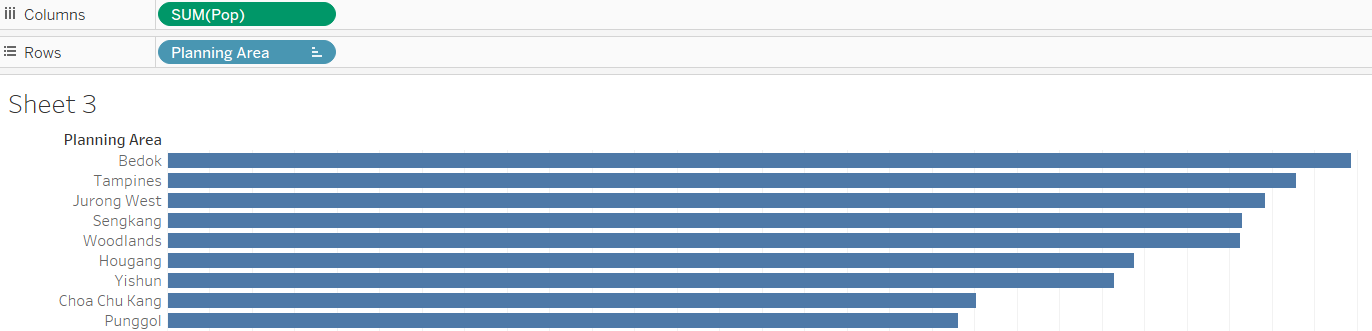 Columns SUM(Pop)
Rows Planning Area
Sheet 3
Planning Area
Bedok
Tampines
Jurong West
Sengkang
Woodlands
Hougang
Yishun
Choa Chu Kang
Punggol